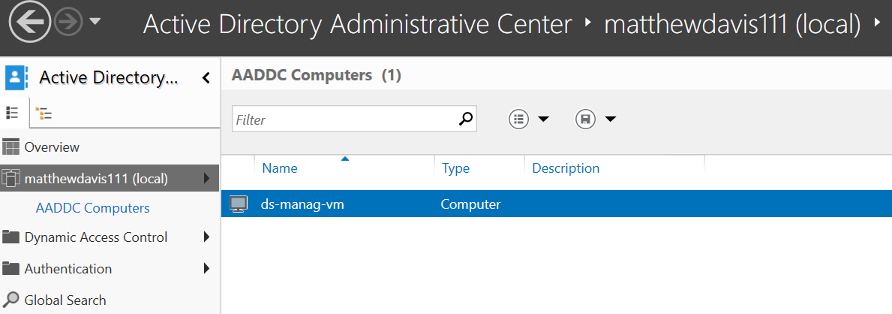 Active Directory Administrative Center ‣ matthewdavis111 (local) ‣
Active Directory...
AADDC Computers (1)
Filter
Overview
Name Type Description
matthewdavis111 (local)
AADDC Computers
ds-manag-vm Computer
Dynamic Access Control
Authentication
Global Search